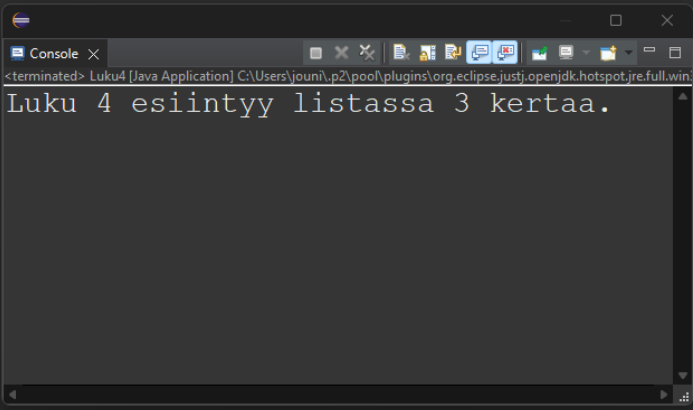 Console
<terminated> Luku4 [Java Application] C:\Users\jouni\.p2\pool\plugins\org.eclipse.justj.openjdk.hotspot.jre.full.win3
Luku 4 esiintyy listassa 3 kertaa.